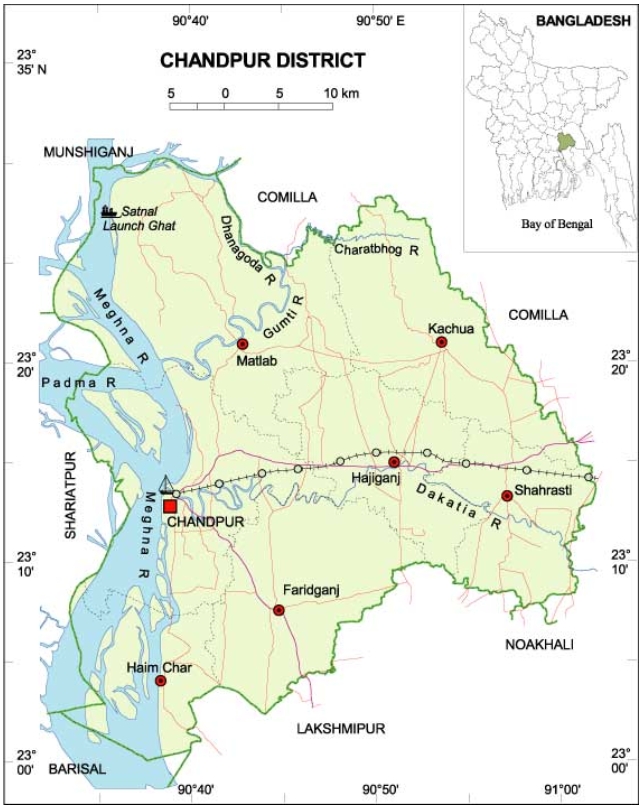 90°40'
90°50' E
BANGLADESH
23°
35' N
CHANDPUR DISTRICT
5 0 5 10 km
MUNSHIGANJ
COMILLA
Satnal
Launch Ghat
Dhanagoda R
Charatbhog R
Bay of Bengal
Meghna R
Gumti R
Kachua
COMILLA
Matlab
23°
20'
23°
20'
Padma R
SHARIATPUR
Hajiganj
Dakatia R
Shahrasti
Meghna R
CHANDPUR
23°
10'
23°
10'
Faridganj
NOAKHALI
Haim Char
LAKSHMIPUR
23°
00'
23°
00'
BARISAL
90°40'
90°50'
91°00'